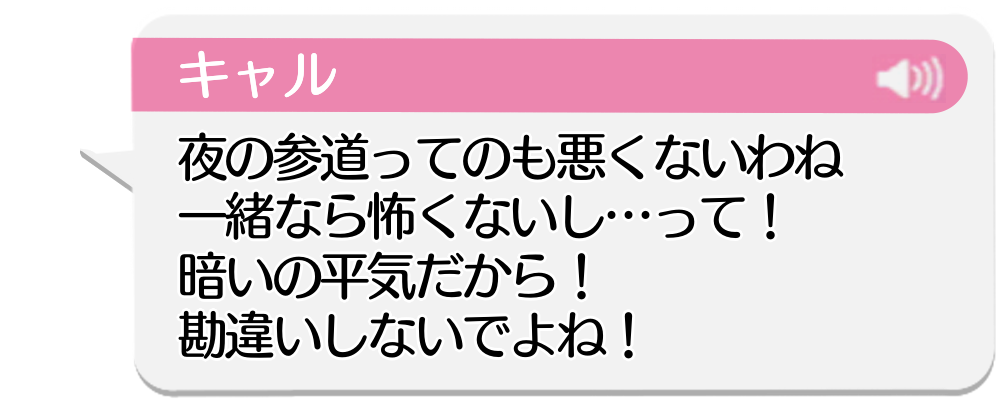 キャル
夜の参道ってのも悪くないわね
一緒なら怖くないし…って！
暗いの平気だから！
勘違いしないでよね！